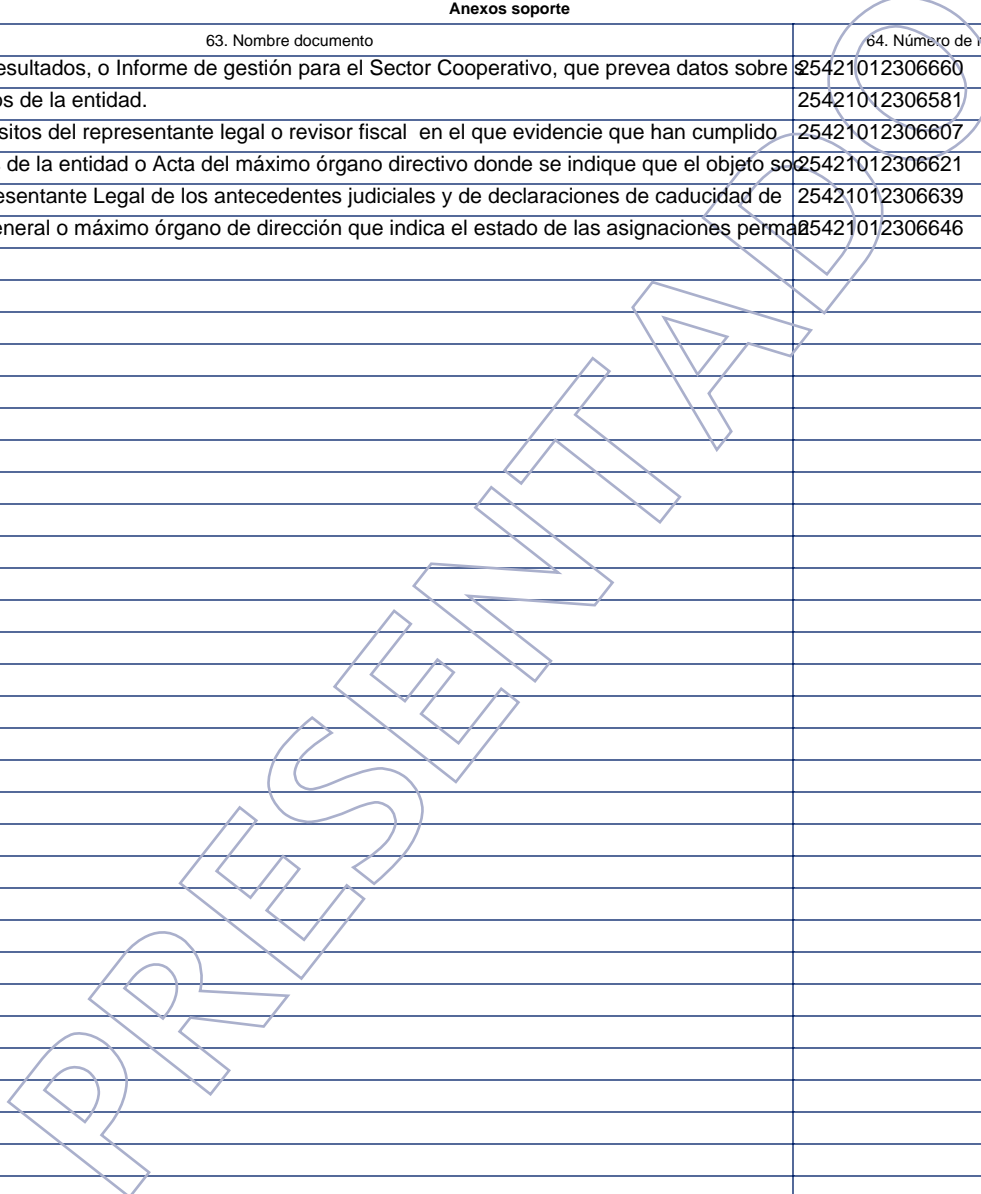 Anexos soporte
63. Nombre documento 64. Número de
esultados, o Informe de gestión para el Sector Cooperativo, que prevea datos sobre s 25421012306660
os de la entidad. 25421012306581
sitos del representante legal o revisor fiscal en el que evidencie que han cumplido 25421012306607
de la entidad o Acta del máximo órgano directivo donde se indique que el objeto soc 25421012306621
esentante Legal de los antecedentes judiciales y de declaraciones de caducidad de 25421012306639
eneral o máximo órgano de dirección que indica el estado de las asignaciones perman 25421012306646
PRESENTADO